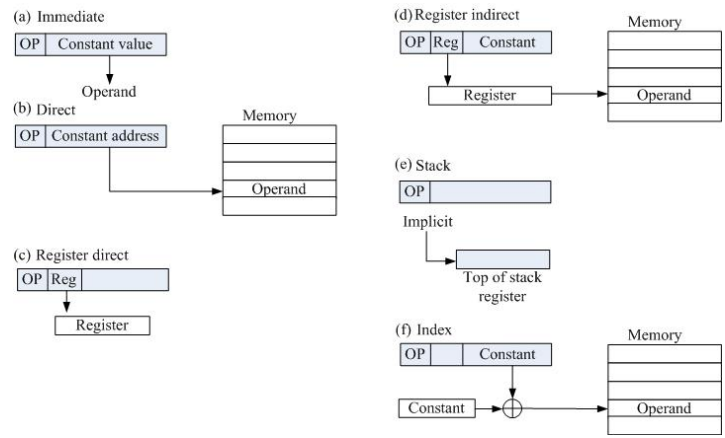 (a) Immediate
OP Constant value
Operand
(b) Direct
OP Constant address
Memory
Operand
(c) Register direct
OP Reg
Register
(d) Register indirect
OP Reg Constant
Memory
Register
Operand
(e) Stack
OP
Implicit
Top of stack
register
(f) Index
OP Constant
Memory
Constant
Operand